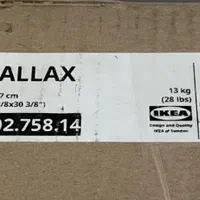 ALLAX
7 cm
/8x30 3/8")
02.758.14
13 kg
(28 lbs)
IKEA
Design and Quality
IKEA of Sweden